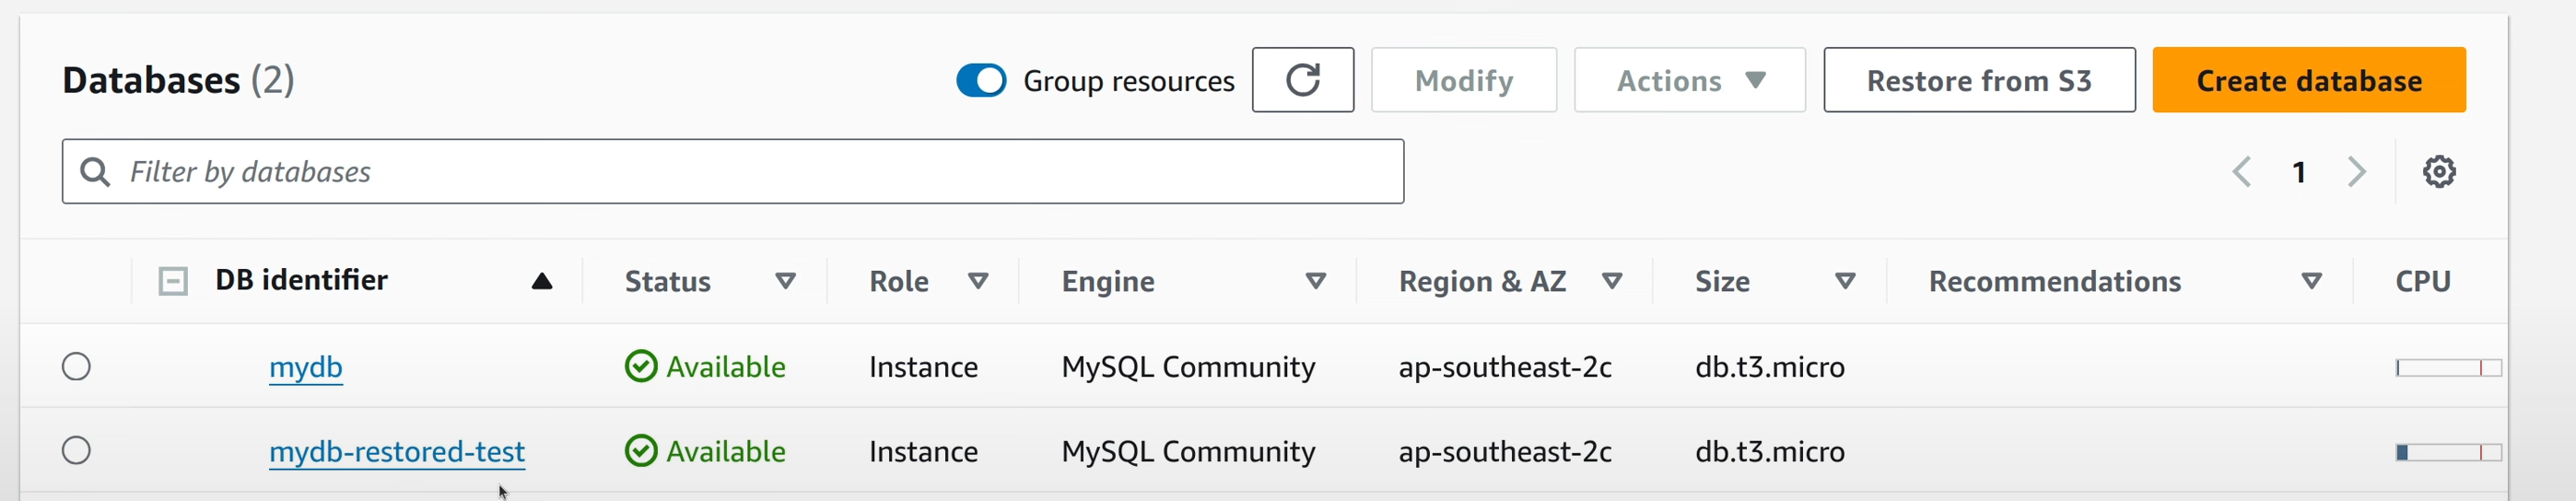 Databases (2) Group resources Modify Actions Restore from S3 Create database
Filter by databases 1
DB identifier Status Role Engine Region & AZ Size Recommendations CPU
mydb Available Instance MySQL Community ap-southeast-2c db.t3.micro
mydb-restored-test Available Instance MySQL Community ap-southeast-2c db.t3.micro